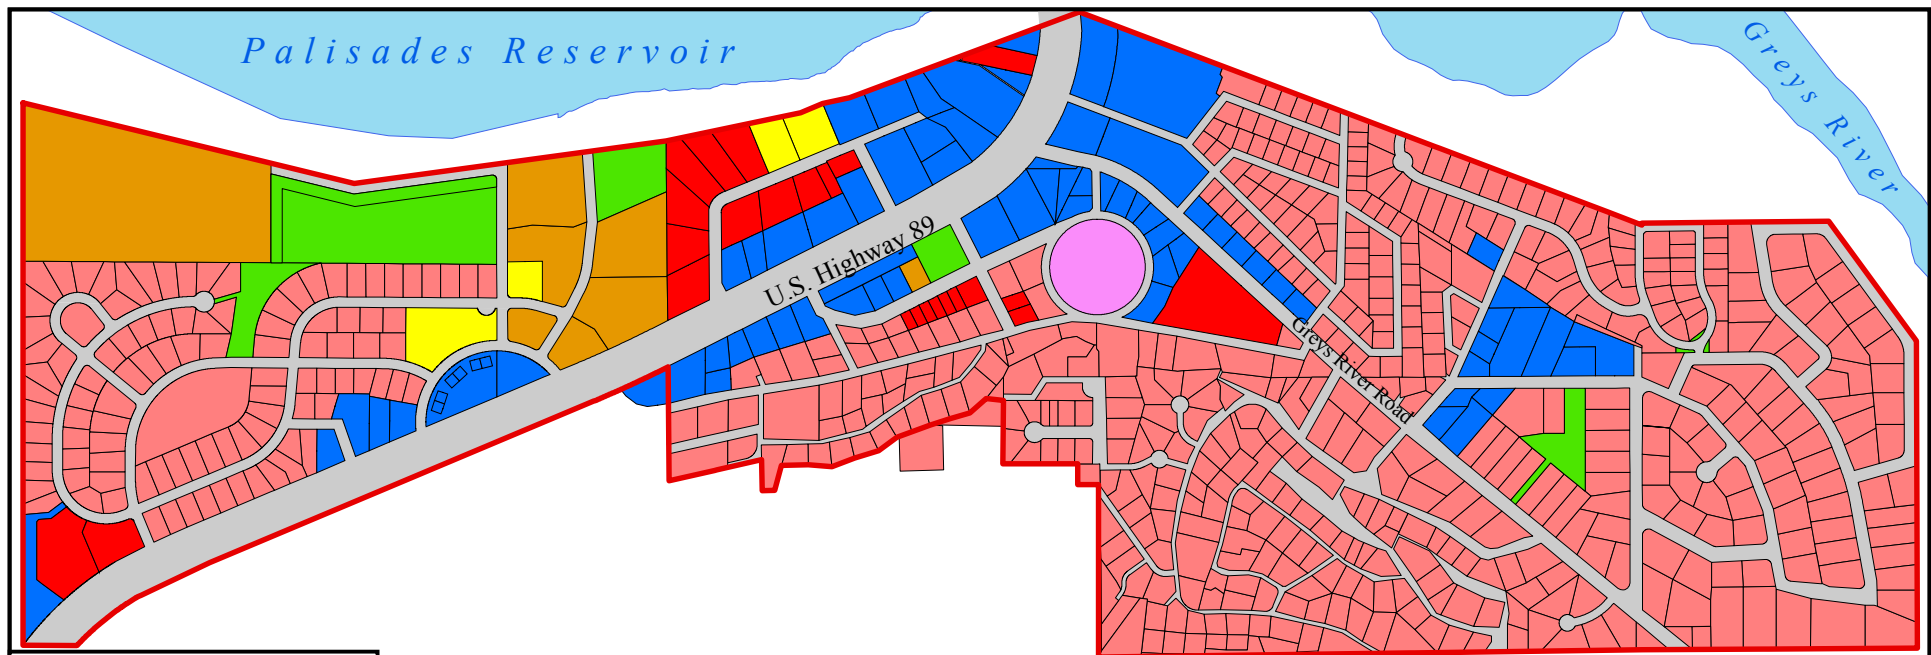 Palisades Reservoir
Greys River
U.S. Highway 89
Greys River Road